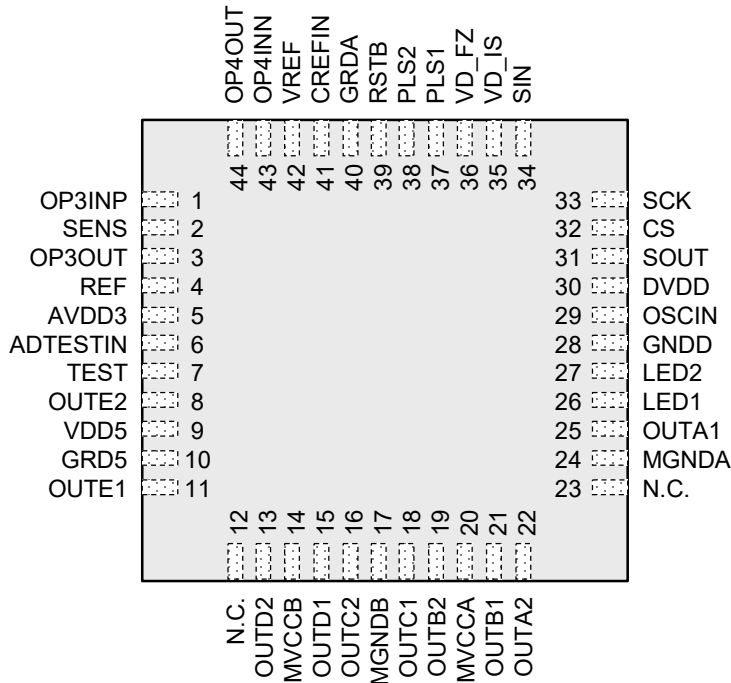 OP4OUT
OP4INN
VREF
CREFIN
GRDA
RSTB
PLS2
PLS1
VD_FZ
VD_IS
SIN
44
43
42
41
40
39
38
37
36
35
34
OP3INP 1
SENS 2
OP3OUT 3
REF 4
AVDD3 5
ADTESTIN 6
TEST 7
OUTE2 8
VDD5 9
GRD5 10
OUTE1 11
33 SCK
32 CS
31 SOUT
30 DVDD
29 OSCIN
28 GNDD
27 LED2
26 LED1
25 OUTA1
24 MGNDA
23 N.C.
12
13
14
15
16
17
18
19
20
21
22
N.C.
OUTD2
MVCCB
OUTD1
OUTC2
MGNDB
OUTC1
OUTB2
MVCCA
OUTB1
OUTA2